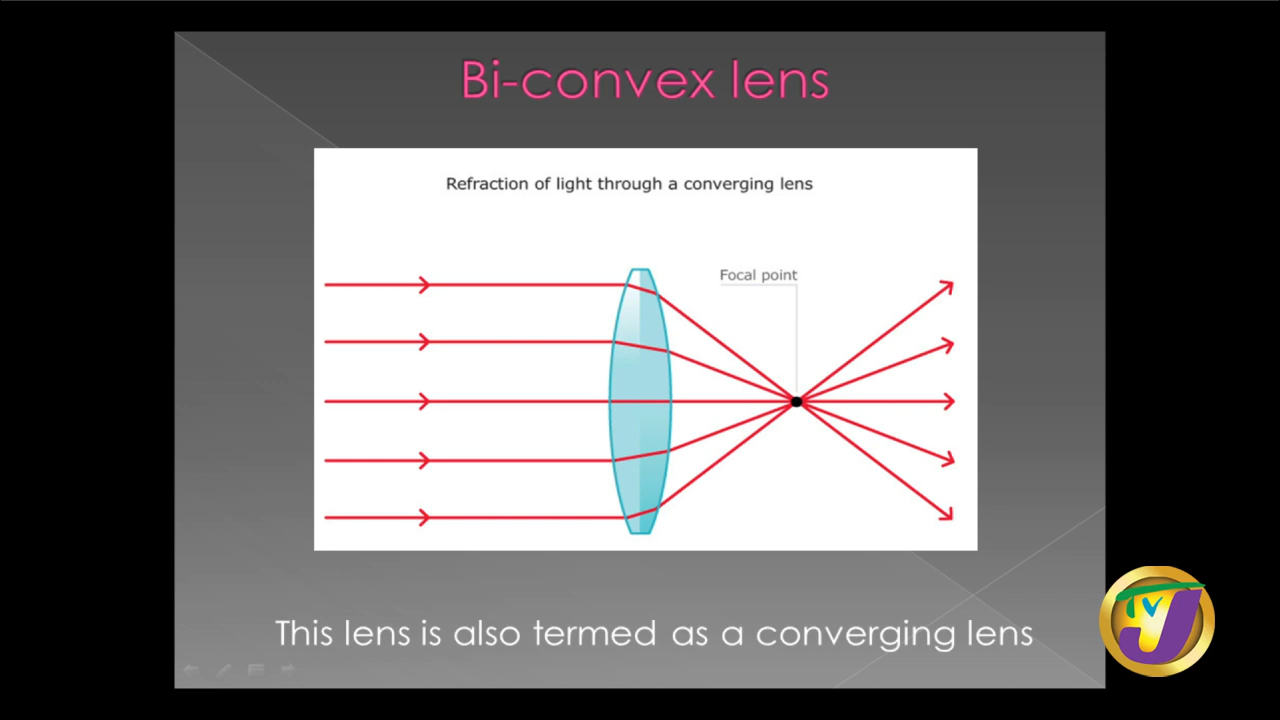 Bi-convex lens
Refraction of light through a converging lens
Focal point
This lens is also termed as a converging lens
TVJ